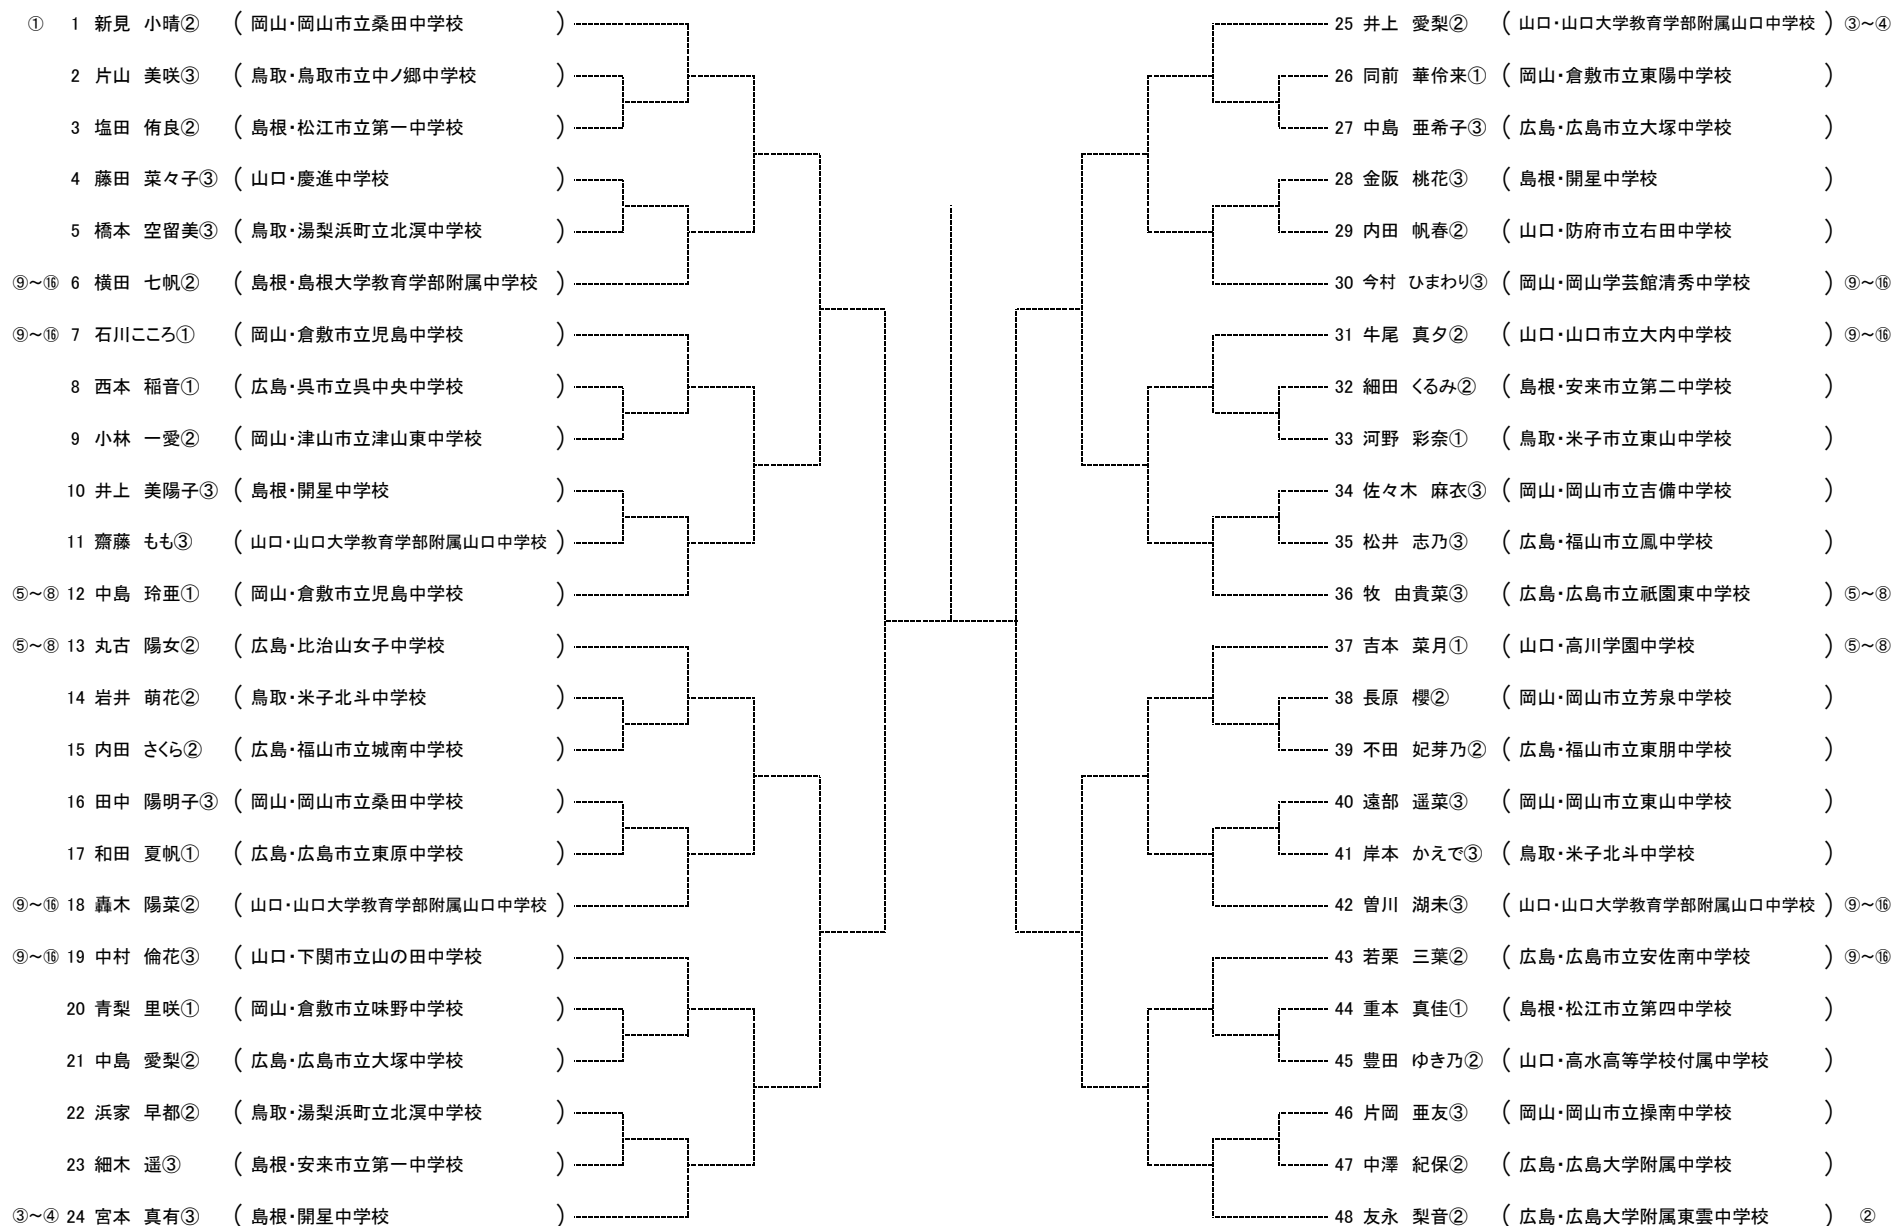 ① 1 新見 小晴② ( 岡山・岡山市立桑田中学校 )
2 片山 美咲③ ( 鳥取・鳥取市立中ノ郷中学校 )
3 塩田 侑良② ( 島根・松江市立第一中学校 )
4 藤田 菜々子③ ( 山口・慶進中学校 )
5 橋本 空留美③ ( 鳥取・湯梨浜町立北溟中学校 )
⑨~⑯ 6 横田 七帆② ( 島根・島根大学教育学部附属中学校 )
⑨~⑯ 7 石川こころ① ( 岡山・倉敷市立児島中学校 )
8 西本 稲音① ( 広島・呉市立呉中央中学校 )
9 小林 一愛② ( 岡山・津山市立津山東中学校 )
10 井上 美陽子③ ( 島根・開星中学校 )
11 齋藤 もも③ ( 山口・山口大学教育学部附属山口中学校 )
⑤~⑧ 12 中島 玲亜① ( 岡山・倉敷市立児島中学校 )
⑤~⑧ 13 丸古 陽女② ( 広島・比治山女子中学校 )
14 岩井 萌花② ( 鳥取・米子北斗中学校 )
15 内田 さくら② ( 広島・福山市立城南中学校 )
16 田中 陽明子③ ( 岡山・岡山市立桑田中学校 )
17 和田 夏帆① ( 広島・広島市立東原中学校 )
⑨~⑯ 18 轟木 陽菜② ( 山口・山口大学教育学部附属山口中学校 )
⑨~⑯ 19 中村 倫花③ ( 山口・下関市立山の田中学校 )
20 青梨 里咲① ( 岡山・倉敷市立味野中学校 )
21 中島 愛梨② ( 広島・広島市立大塚中学校 )
22 浜家 早都② ( 鳥取・湯梨浜町立北溟中学校 )
23 細木 遥③ ( 島根・安来市立第一中学校 )
③~④ 24 宮本 真有③ ( 島根・開星中学校 )
25 井上 愛梨② ( 山口・山口大学教育学部附属山口中学校 ) ③~④
26 同前 華伶来① ( 岡山・倉敷市立東陽中学校 )
27 中島 亜希子③ ( 広島・広島市立大塚中学校 )
28 金阪 桃花③ ( 島根・開星中学校 )
29 内田 帆春② ( 山口・防府市立右田中学校 )
30 今村 ひまわり③ ( 岡山・岡山学芸館清秀中学校 ) ⑨~⑯
31 牛尾 真夕② ( 山口・山口市立大内中学校 ) ⑨~⑯
32 細田 くるみ② ( 島根・安来市立第二中学校 )
33 河野 彩奈① ( 鳥取・米子市立東山中学校 )
34 佐々木 麻衣③ ( 岡山・岡山市立吉備中学校 )
35 松井 志乃③ ( 広島・福山市立鳳中学校 )
36 牧 由貴菜③ ( 広島・広島市立祇園東中学校 ) ⑤~⑧
37 吉本 菜月① ( 山口・高川学園中学校 ) ⑤~⑧
38 長原 櫻② ( 岡山・岡山市立芳泉中学校 )
39 不田 妃芽乃② ( 広島・福山市立東朋中学校 )
40 遠部 遥菜③ ( 岡山・岡山市立東山中学校 )
41 岸本 かえで③ ( 鳥取・米子北斗中学校 )
42 曽川 湖未③ ( 山口・山口大学教育学部附属山口中学校 ) ⑨~⑯
43 若栗 三葉② ( 広島・広島市立安佐南中学校 ) ⑨~⑯
44 重本 真佳① ( 島根・松江市立第四中学校 )
45 豊田 ゆき乃② ( 山口・高水高等学校付属中学校 )
46 片岡 亜友③ ( 岡山・岡山市立操南中学校 )
47 中澤 紀保② ( 広島・広島大学附属中学校 )
48 友永 梨音② ( 広島・広島大学附属東雲中学校 ) ②